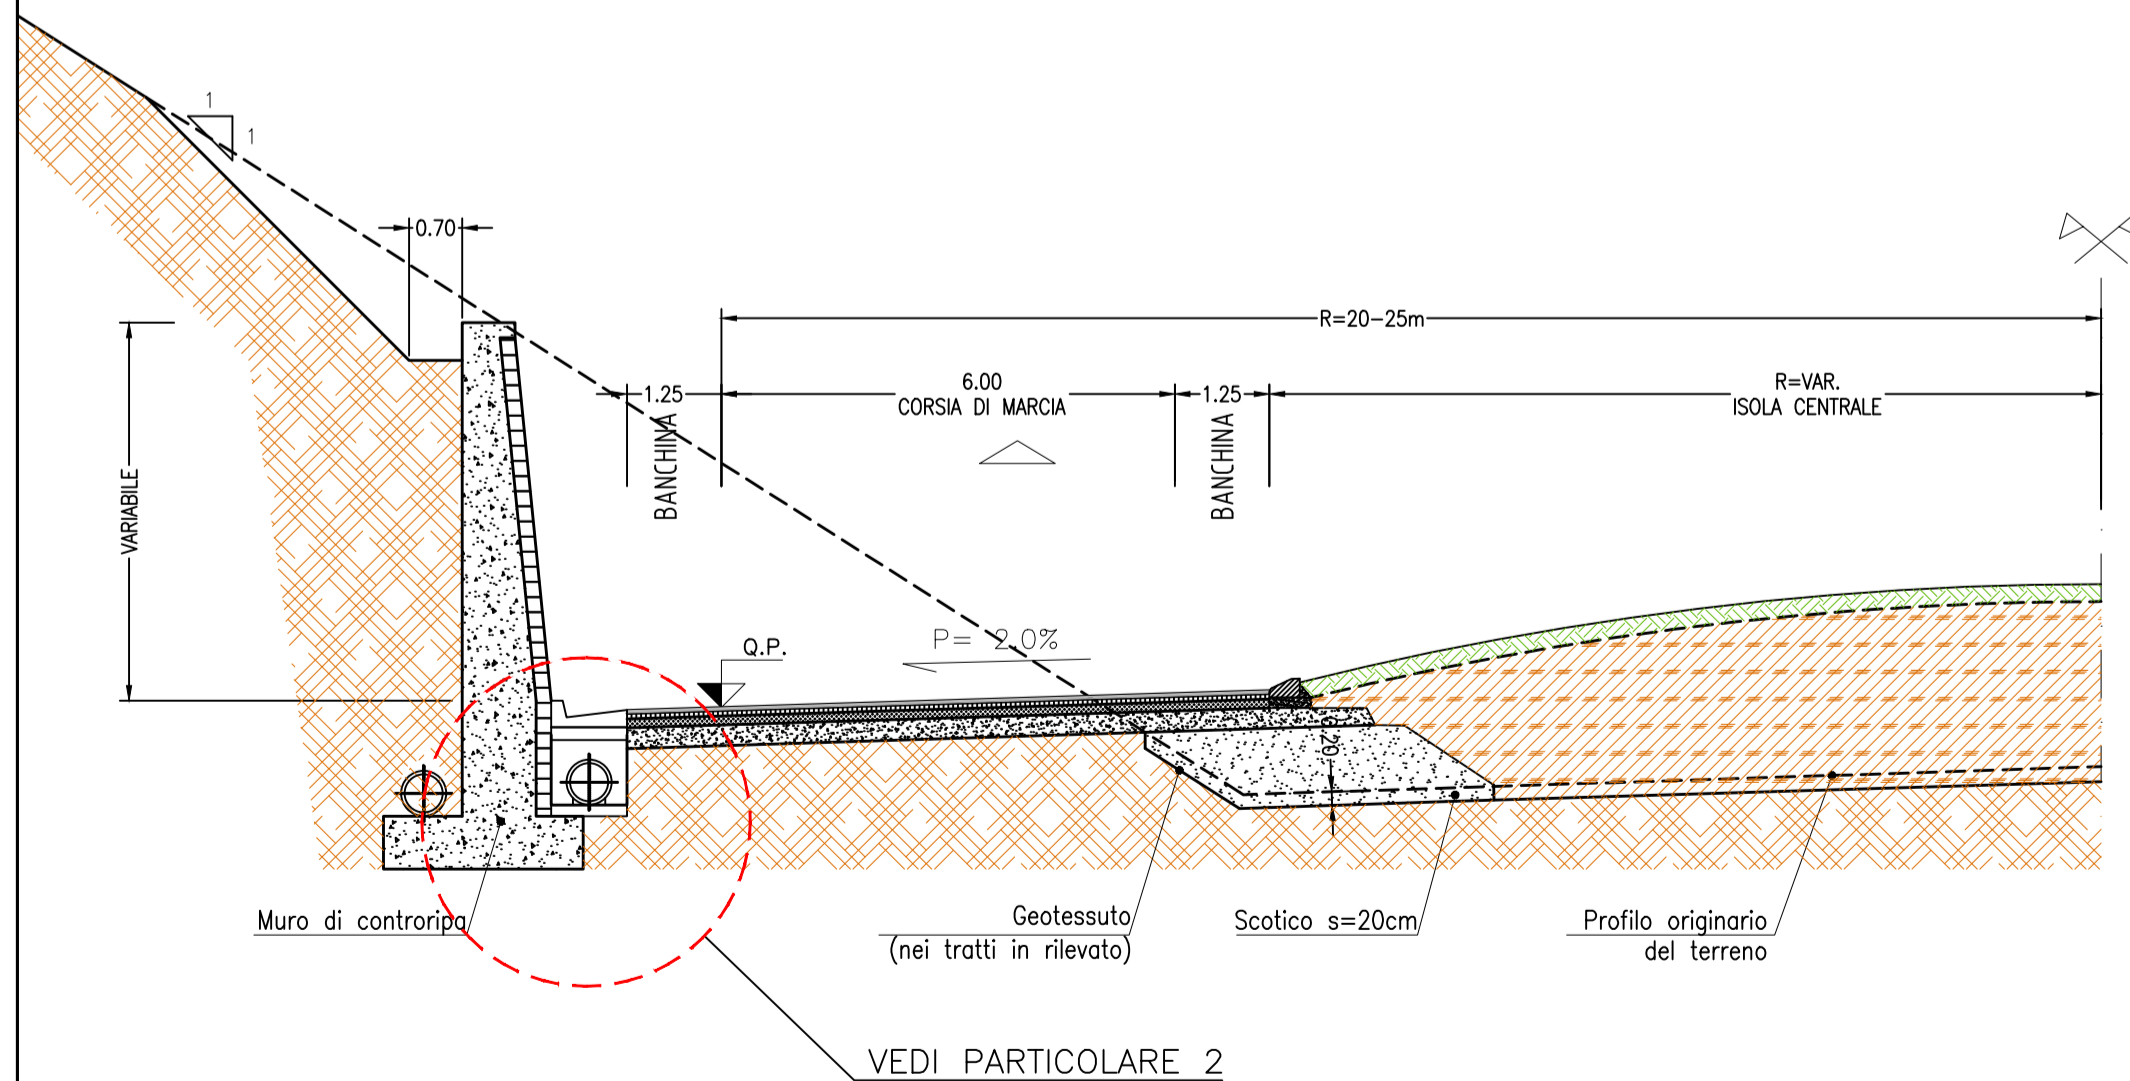 1
1
0.70
R=20-25m
1.25
6.00
1.25
R=VAR.
CORSIA DI MARCIA
ISOLA CENTRALE
BANCHINA
BANCHINA
VARIABILE
Q.P.
P= 2.0%
0.20
Muro di controripa
Geotessuto
(nei tratti in rilevato)
Scotico s=20cm
Profilo originario
del terreno
VEDI PARTICOLARE 2